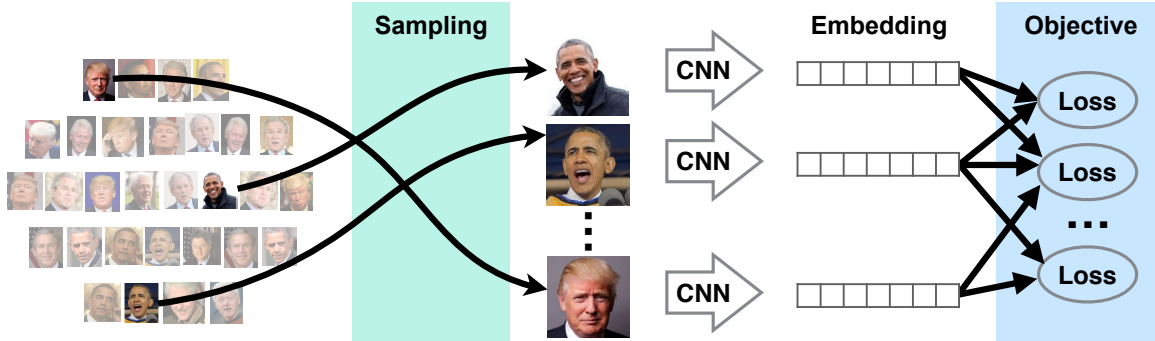 Sampling
Embedding
Objective
CNN
Loss
CNN
Loss
...
CNN
Loss